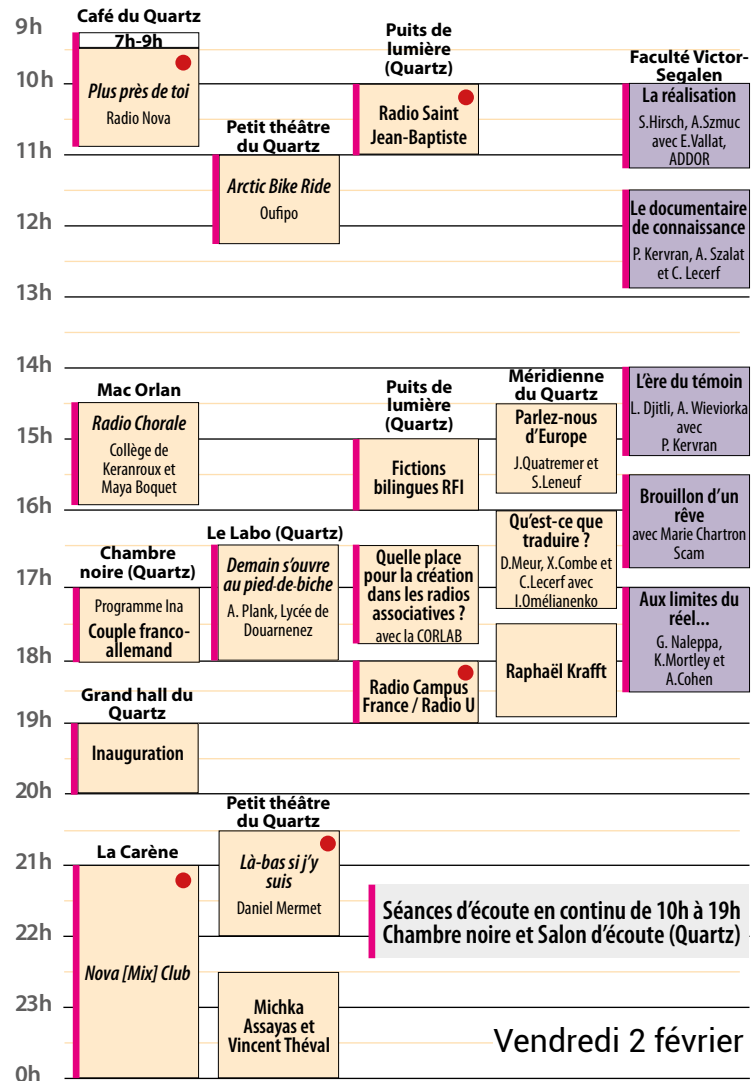 9h
10h
11h
12h
13h
14h
15h
16h
17h
18h
19h
20h
21h
22h
23h
0h
Café du Quartz
7h-9h
Plus près de toi
Radio Nova
Petit théâtre
du Quartz
Arctic Bike Ride
Oufipo
Puits de
lumière
(Quartz)
Radio Saint
Jean-Baptiste
Faculté Victor-
Segalen
La réalisation
S.Hirsch, A.Szmuc
avec E.Vallat,
ADDOR
Le documentaire
de connaissance
P. Kervran, A. Szalat
et C. Lecerf
Mac Orlan
Radio Chorale
Collège de
Keranroux et
Maya Boquet
Puits de
lumière
(Quartz)
Fictions
bilingues RFI
Méridienne
du Quartz
Parlez-nous
d'Europe
J.Quatremer et
S.Leneuf
L'ère du témoin
L. Djitli, A. Wieviorka
avec
P. Kervran
Brouillon d'un
rêve
avec Marie Chartron
Scam
Chambre
noire (Quartz)
Programme Ina
Couple franco-
allemand
Le Labo (Quartz)
Demain s'ouvre
au pied-de-biche
A. Plank, Lycée de
Douarnenez
Quelle place
pour la création
dans les radios
associatives ?
avec la CORLAB
Qu'est-ce que
traduire ?
D.Meur, X.Combe et
C.Lecerf avec
I.Omélianenko
Aux limites du
réel...
G. Naleppa,
K.Mortley et
A.Cohen
Radio Campus
France / Radio U
Raphaël Krafft
Grand hall du
Quartz
Inauguration
Petit théâtre
du Quartz
Là-bas si j'y
suis
Daniel Mermet
La Carène
Nova [Mix] Club
Séances d'écoute en continu de 10h à 19h
Chambre noire et Salon d'écoute (Quartz)
Michka
Assayas et
Vincent Théval
Vendredi 2 février